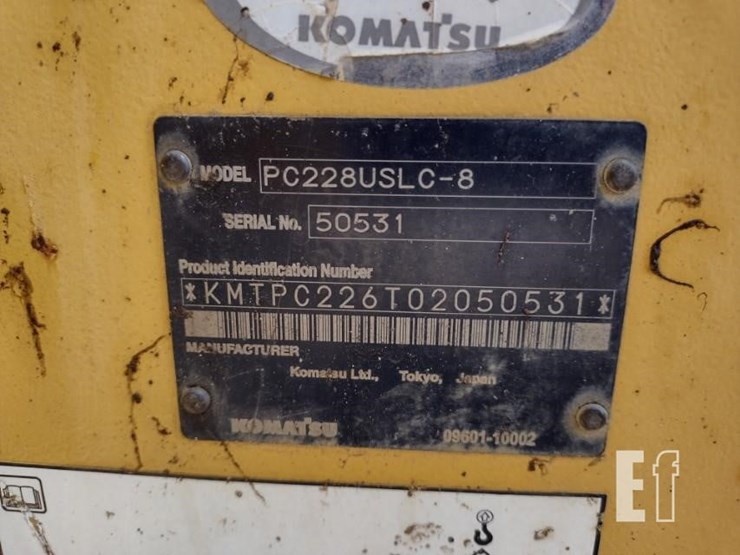 KOMATSU
MODEL PC228USLC-8
SERIAL No. 50531
Product Identification Number
*KMTPC226T02050531*
MANUFACTURER
Komatsu Ltd., Tokyo, Japan
KOMATSU 09601-10002
Ef